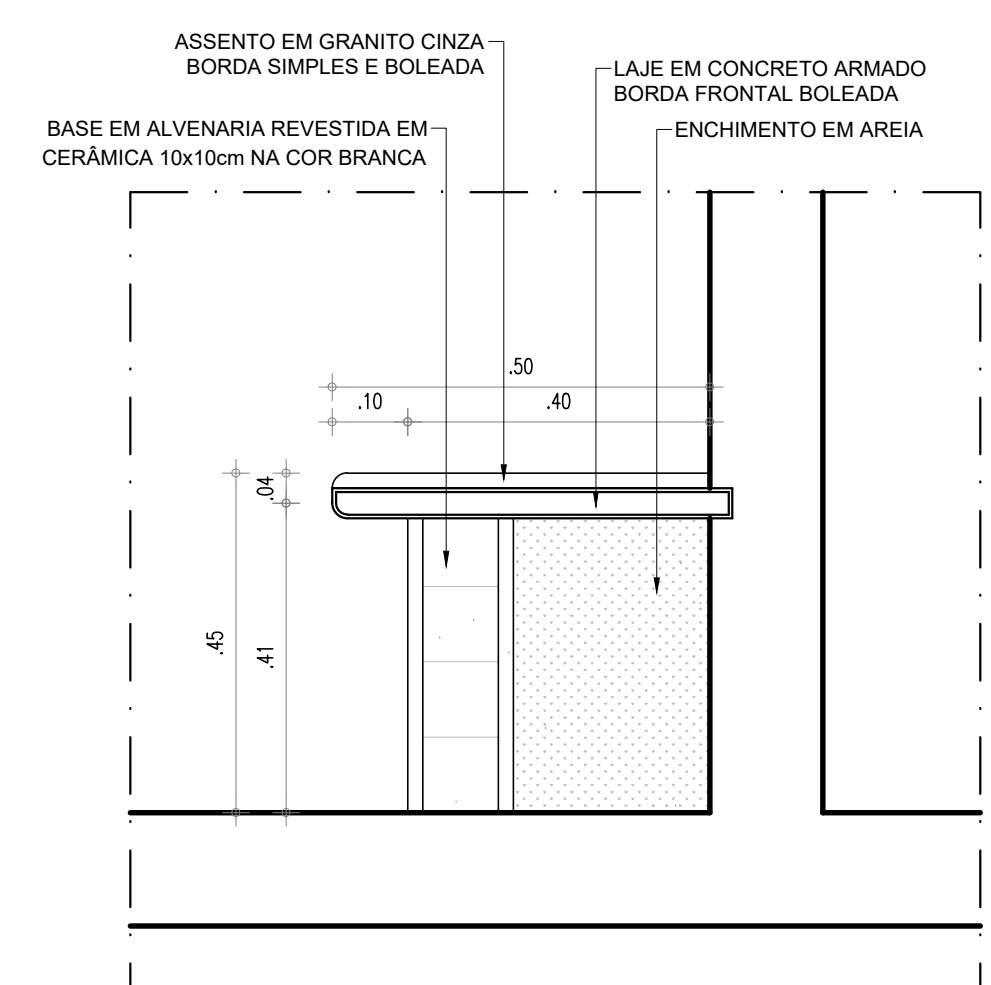 ASSENTO EM GRANITO CINZA
BORDA SIMPLES E BOLEADA
LAJE EM CONCRETO ARMADO
BORDA FRONTAL BOLEADA
BASE EM ALVENARIA REVESTIDA EM
CERÂMICA 10x10cm NA COR BRANCA
ENCHIMENTO EM AREIA
.50
.10
.40
.04
.45
.41